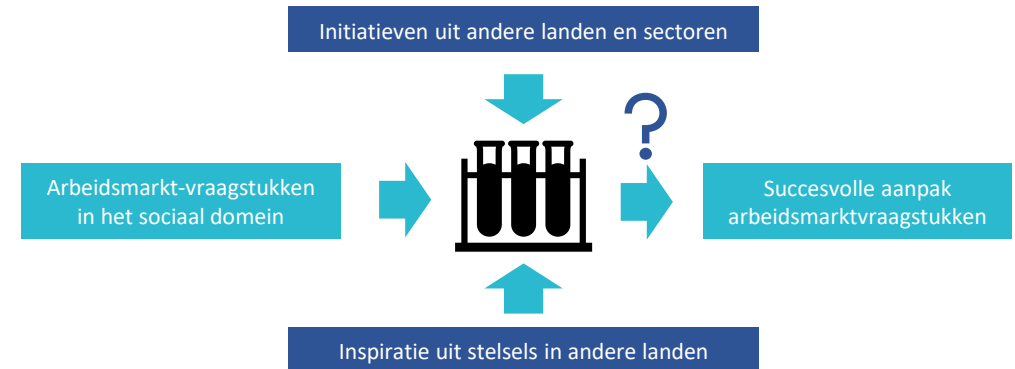 Initiatieven uit andere landen en sectoren
?
Arbeidsmarkt-vraagstukken
in het sociaal domein
Succesvolle aanpak
arbeidsmarktvraagstukken
Inspiratie uit stelsels in andere landen